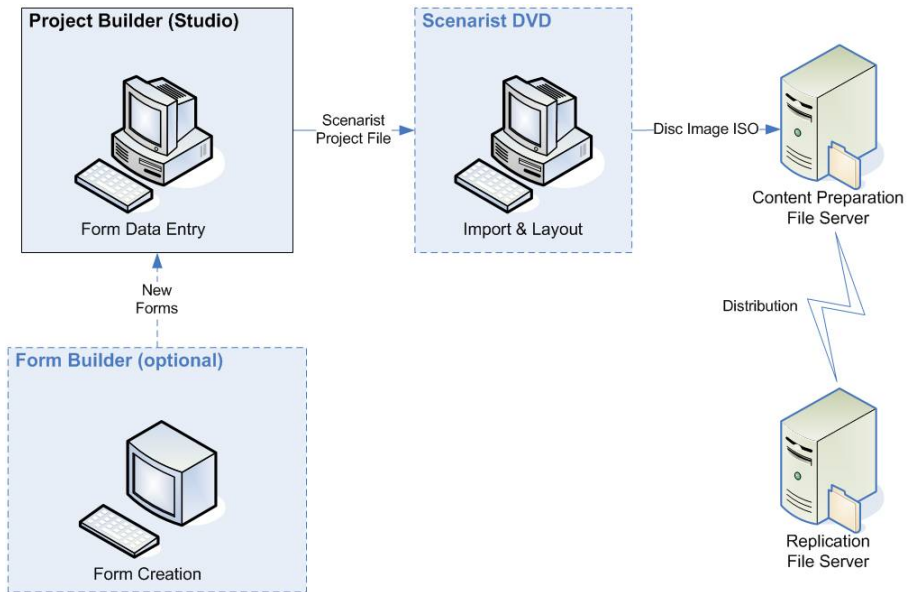 Project Builder (Studio)
Form Data Entry
Scenarist
Project File
Scenarist DVD
Import & Layout
Disc Image ISO
Content Preparation
File Server
New
Forms
Distribution
Form Builder (optional)
Form Creation
Replication
File Server